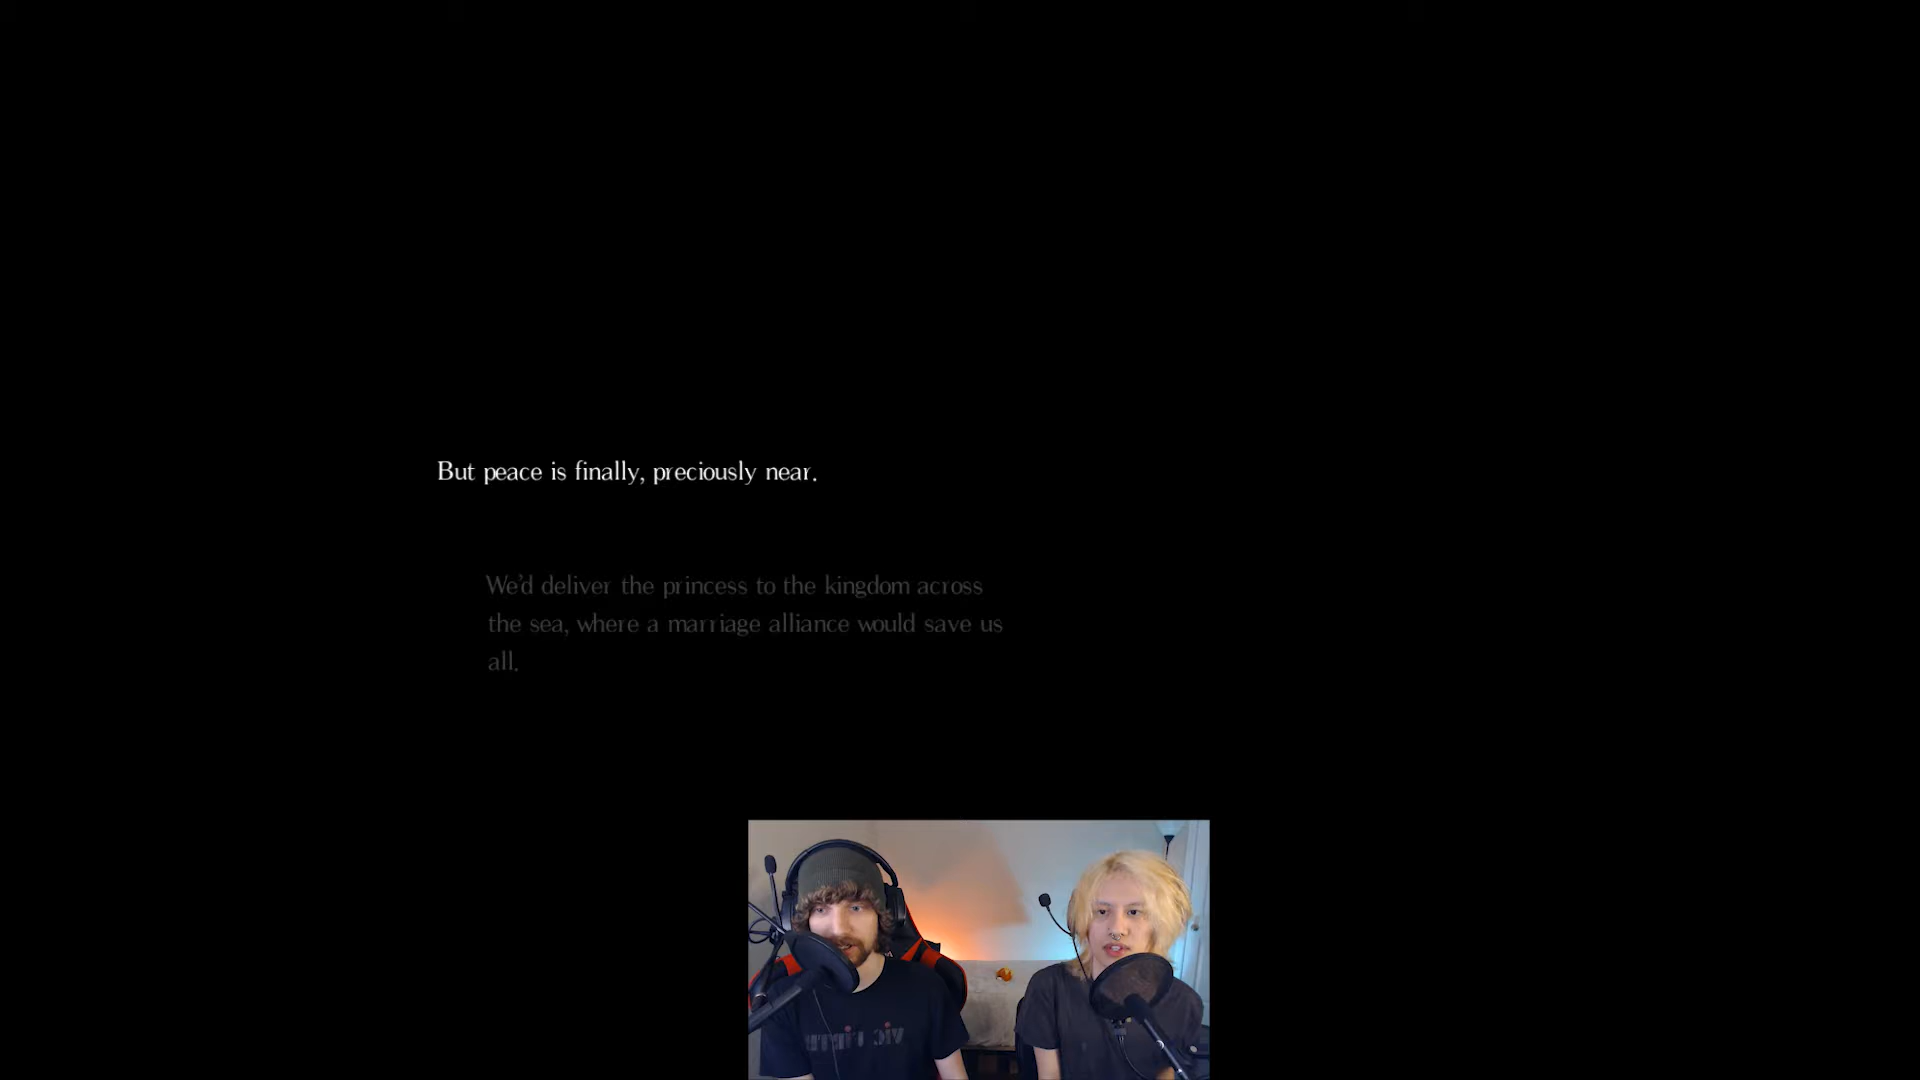 But peace is finally, preciously near.
We'd deliver the princess to the kingdom across
the sea, where a marriage alliance would save us
all.